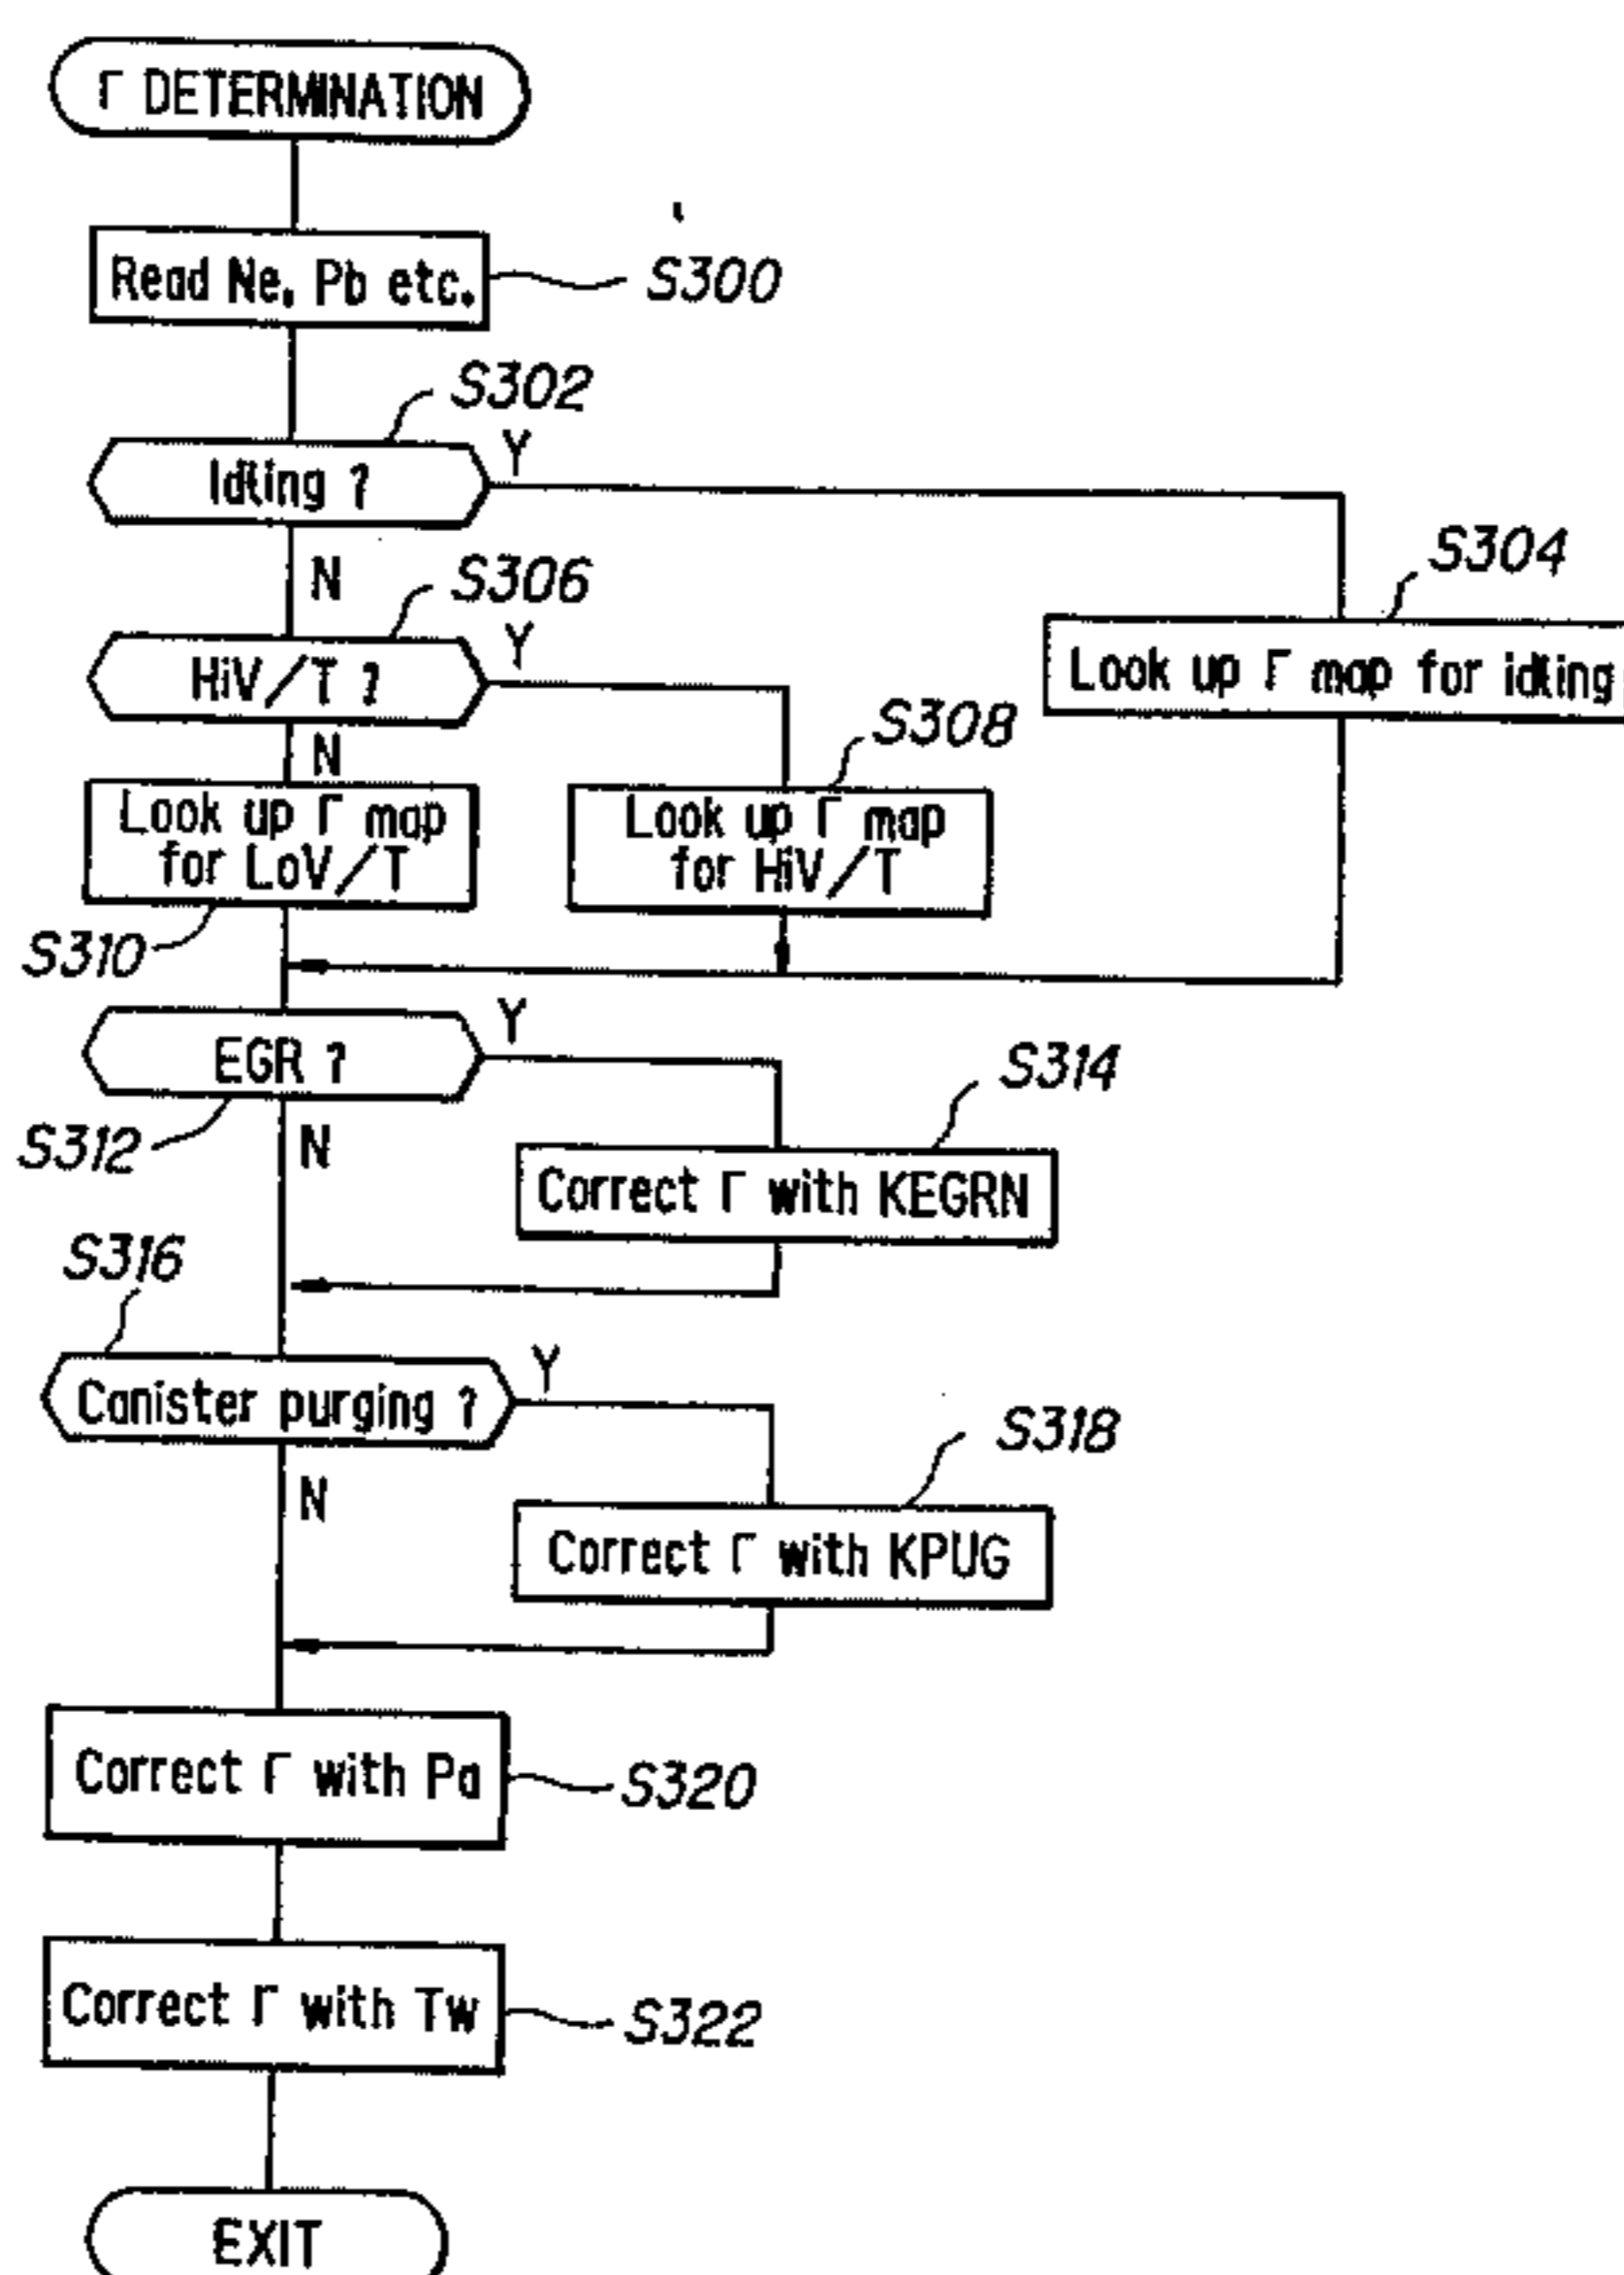 Γ DETERMINATION
Read Ne, Pb etc.
S300
S302
Idling ?
Y
N
S304
Look up Γ map for idling
S306
HiV/T ?
Y
N
S308
Look up Γ map
for LoV/T
Look up Γ map
for HiV/T
S310
EGR ?
Y
S312
N
S314
Correct Γ with KEGRN
S316
Canister purging ?
Y
N
S318
Correct Γ with KPUG
Correct Γ with Pa
S320
Correct Γ with Tw
S322
EXIT